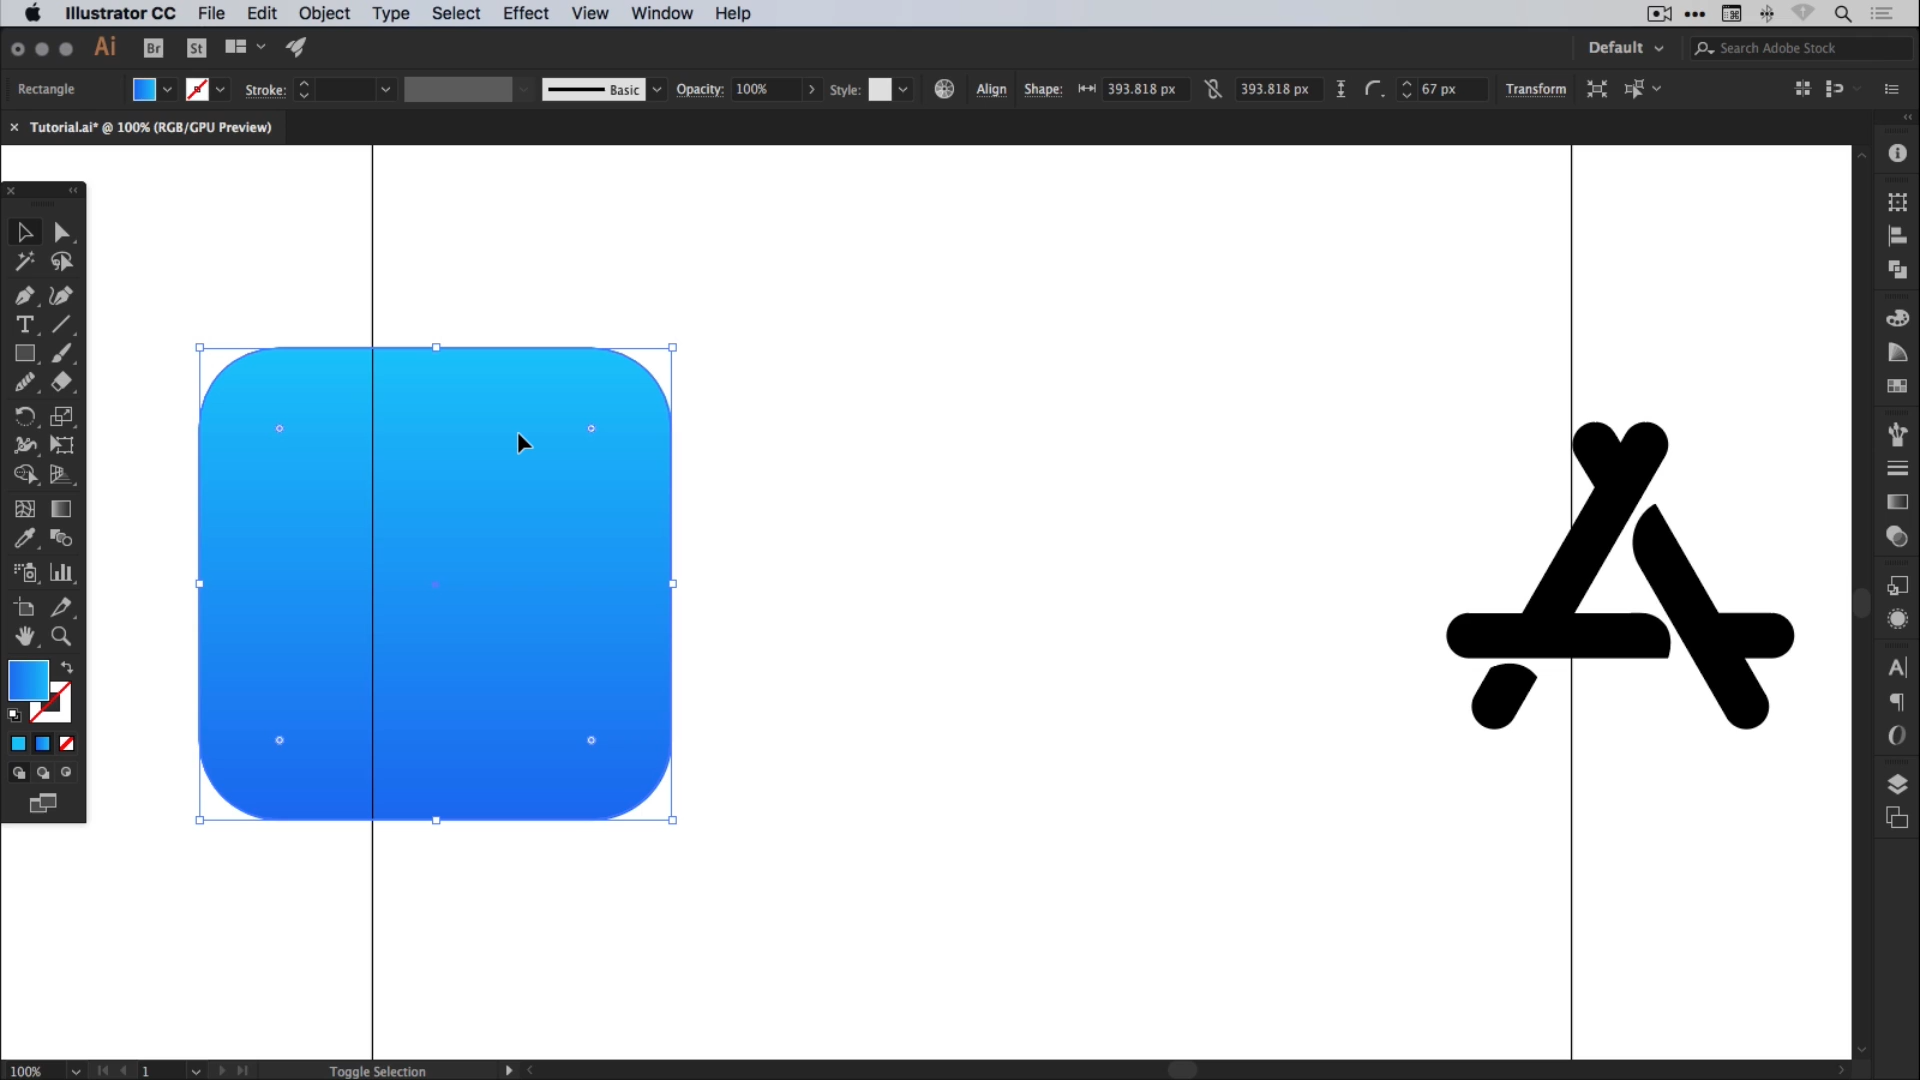 Illustrator CC File Edit Object Type Select Effect View Window Help
Ai Br St Default Search Adobe Stock
Rectangle Stroke: Basic Opacity: 100% Style: Align Shape: 393.818 px 393.818 px 67 px Transform
× Tutorial.ai* @ 100% (RGB/GPU Preview)
100% 1 Toggle Selection